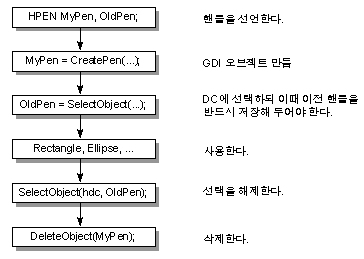 HPEN MyPen, OldPen;
핸들을 선언한다.
MyPen = CreatePen(...);
GDI 오브젝트 만듦
OldPen = SelectObject(...);
DC에 선택하되 이때 이전 핸들을
반드시 저장해 두어야 한다.
Rectangle, Ellipse, ...
사용한다.
SelectObject(hdc, OldPen);
선택을 해제한다.
DeleteObject(MyPen);
삭제한다.